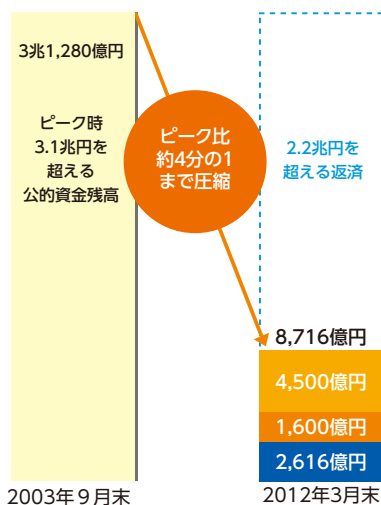 3兆1,280億円
ピーク時
3.1兆円を
超える
公的資金残高
ピーク比
約4分の1
まで圧縮
2.2兆円を
超える返済
8,716億円
4,500億円
1,600億円
2,616億円
2003年9月末
2012年3月末